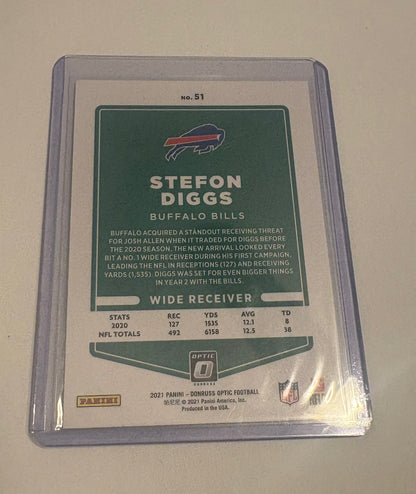 NO. 51
STEFON
DIGGS
BUFFALO BILLS
BUFFALO ACQUIRED A STANDOUT RECEIVING THREAT
FOR JOSH ALLEN WHEN IT TRADED FOR DIGGS BEFORE
THE 2020 SEASON. THE NEW ARRIVAL LOOKED EVERY
BIT A NO. 1 WIDE RECEIVER DURING HIS FIRST CAMPAIGN,
LEADING THE NFL IN RECEPTIONS (127) AND RECEIVING
YARDS (1,535). DIGGS WAS SET FOR EVEN BIGGER THINGS
IN YEAR 2 WITH THE BILLS.
WIDE RECEIVER
STATS REC YDS AVG TD
2020 127 1535 12.1 8
NFL TOTALS 492 6158 12.5 38
OPTIC
DONRUSS
PANINI
2021 PANINI – DONRUSS OPTIC FOOTBALL
帕尼尼 © 2021 Panini America, Inc.
Produced in the USA.
NFL